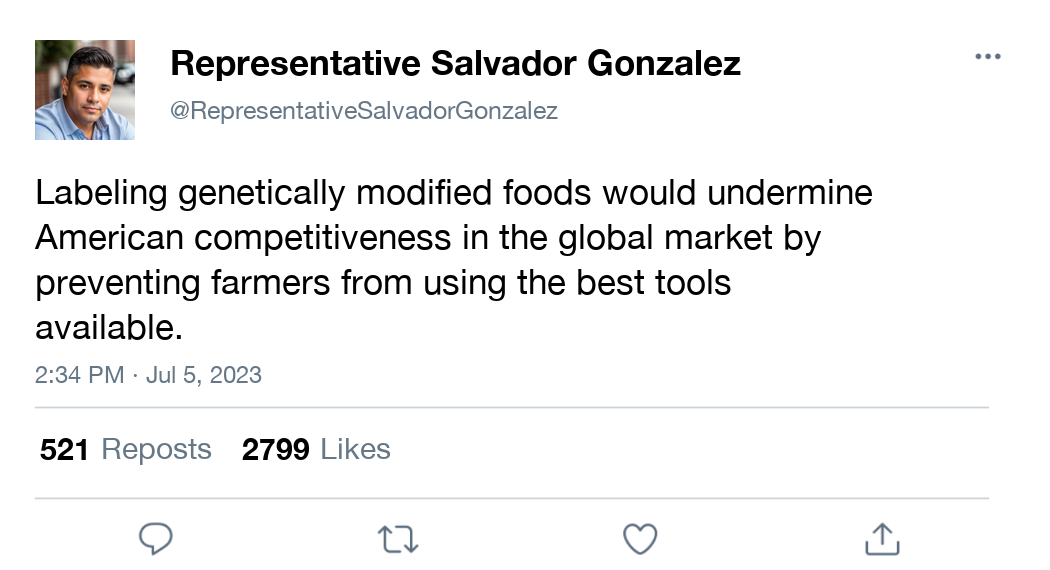 Representative Salvador Gonzalez
@RepresentativeSalvadorGonzalez
Labeling genetically modified foods would undermine
American competitiveness in the global market by
preventing farmers from using the best tools
available.
2:34 PM · Jul 5, 2023
521 Reposts 2799 Likes